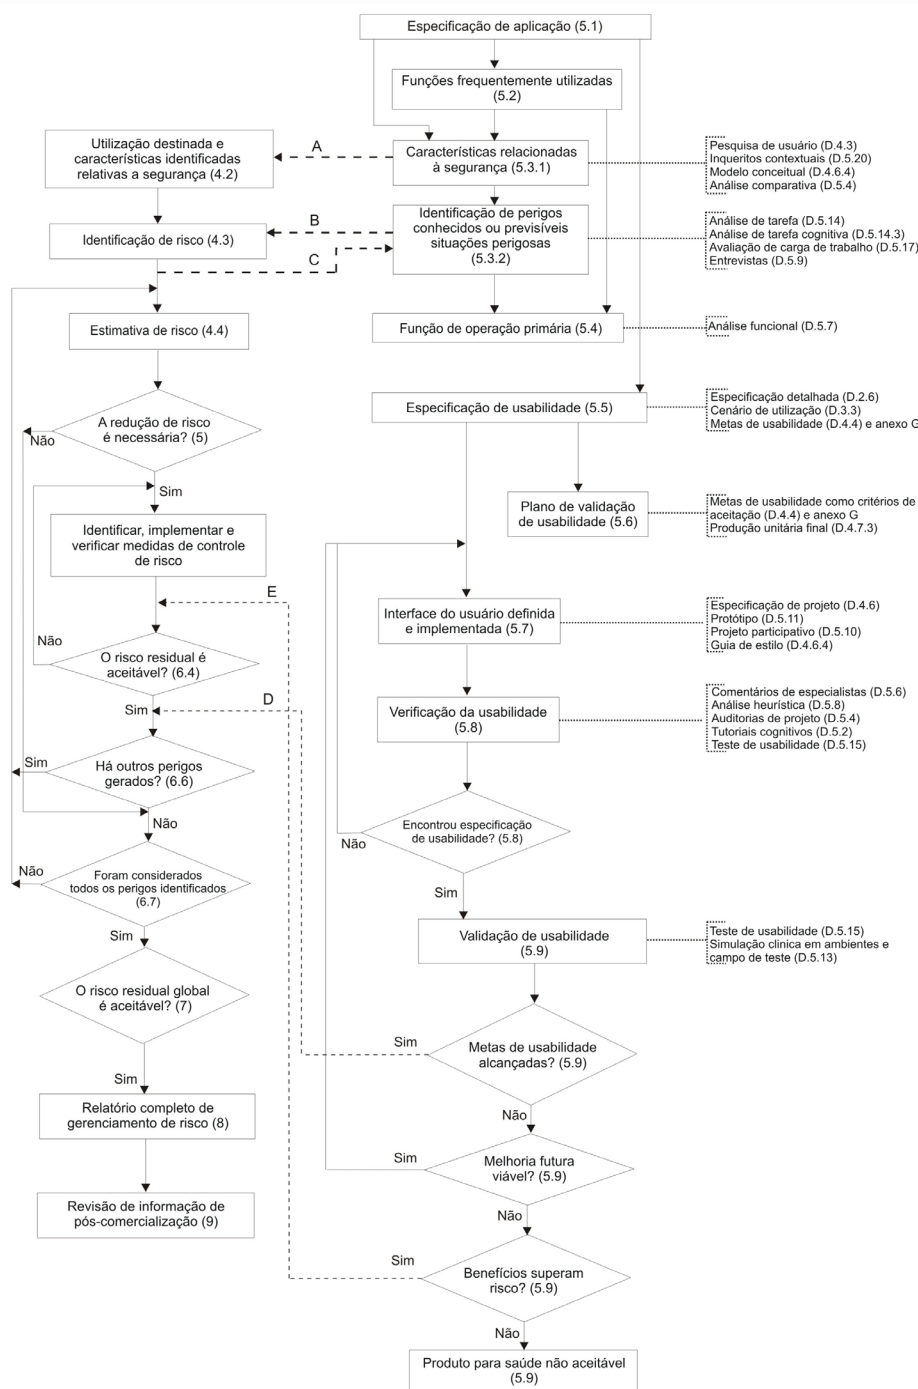 Especificação de aplicação (5.1)
Funções frequentemente utilizadas
(5.2)
Utilização destinada e
características identificadas
relativas a segurança (4.2)
A
Características relacionadas
à segurança (5.3.1)
Pesquisa de usuário (D.4.3)
Inqueritos contextuais (D.5.20)
Modelo conceitual (D.4.6.4)
Análise comparativa (D.5.4)
Identificação de risco (4.3)
B
C
Identificação de perigos
conhecidos ou previsíveis
situações perigosas
(5.3.2)
Análise de tarefa (D.5.14)
Análise de tarefa cognitiva (D.5.14.3)
Avaliação de carga de trabalho (D.5.17)
Entrevistas (D.5.9)
Estimativa de risco (4.4)
Função de operação primária (5.4)
Análise funcional (D.5.7)
A redução de risco
é necessária? (5)
Não
Sim
Especificação de usabilidade (5.5)
Especificação detalhada (D.2.6)
Cenário de utilização (D.3.3)
Metas de usabilidade (D.4.4) e anexo G
Plano de validação
de usabilidade (5.6)
Metas de usabilidade como critérios de
aceitação (D.4.4) e anexo G
Produção unitária final (D.4.7.3)
Identificar, implementar e
verificar medidas de controle
de risco
E
Interface do usuário definida
e implementada (5.7)
Especificação de projeto (D.4.6)
Protótipo (D.5.11)
Projeto participativo (D.5.10)
Guia de estilo (D.4.6.4)
Não
O risco residual é
aceitável? (6.4)
Sim
D
Verificação da usabilidade
(5.8)
Comentários de especialistas (D.5.6)
Análise heurística (D.5.8)
Auditorias de projeto (D.5.4)
Tutoriais cognitivos (D.5.2)
Teste de usabilidade (D.5.15)
Sim
Há outros perigos
gerados? (6.6)
Não
Encontrou especificação
de usabilidade? (5.8)
Não
Sim
Não
Foram considerados
todos os perigos identificados
(6.7)
Sim
Validação de usabilidade
(5.9)
Teste de usabilidade (D.5.15)
Simulação clinica em ambientes e
campo de teste (D.5.13)
O risco residual global
é aceitável? (7)
Sim
Sim
Metas de usabilidade
alcançadas? (5.9)
Não
Relatório completo de
gerenciamento de risco (8)
Sim
Melhoria futura
viável? (5.9)
Não
Revisão de informação de
pós-comercialização (9)
Sim
Benefícios superam
risco? (5.9)
Não
Produto para saúde não aceitável
(5.9)